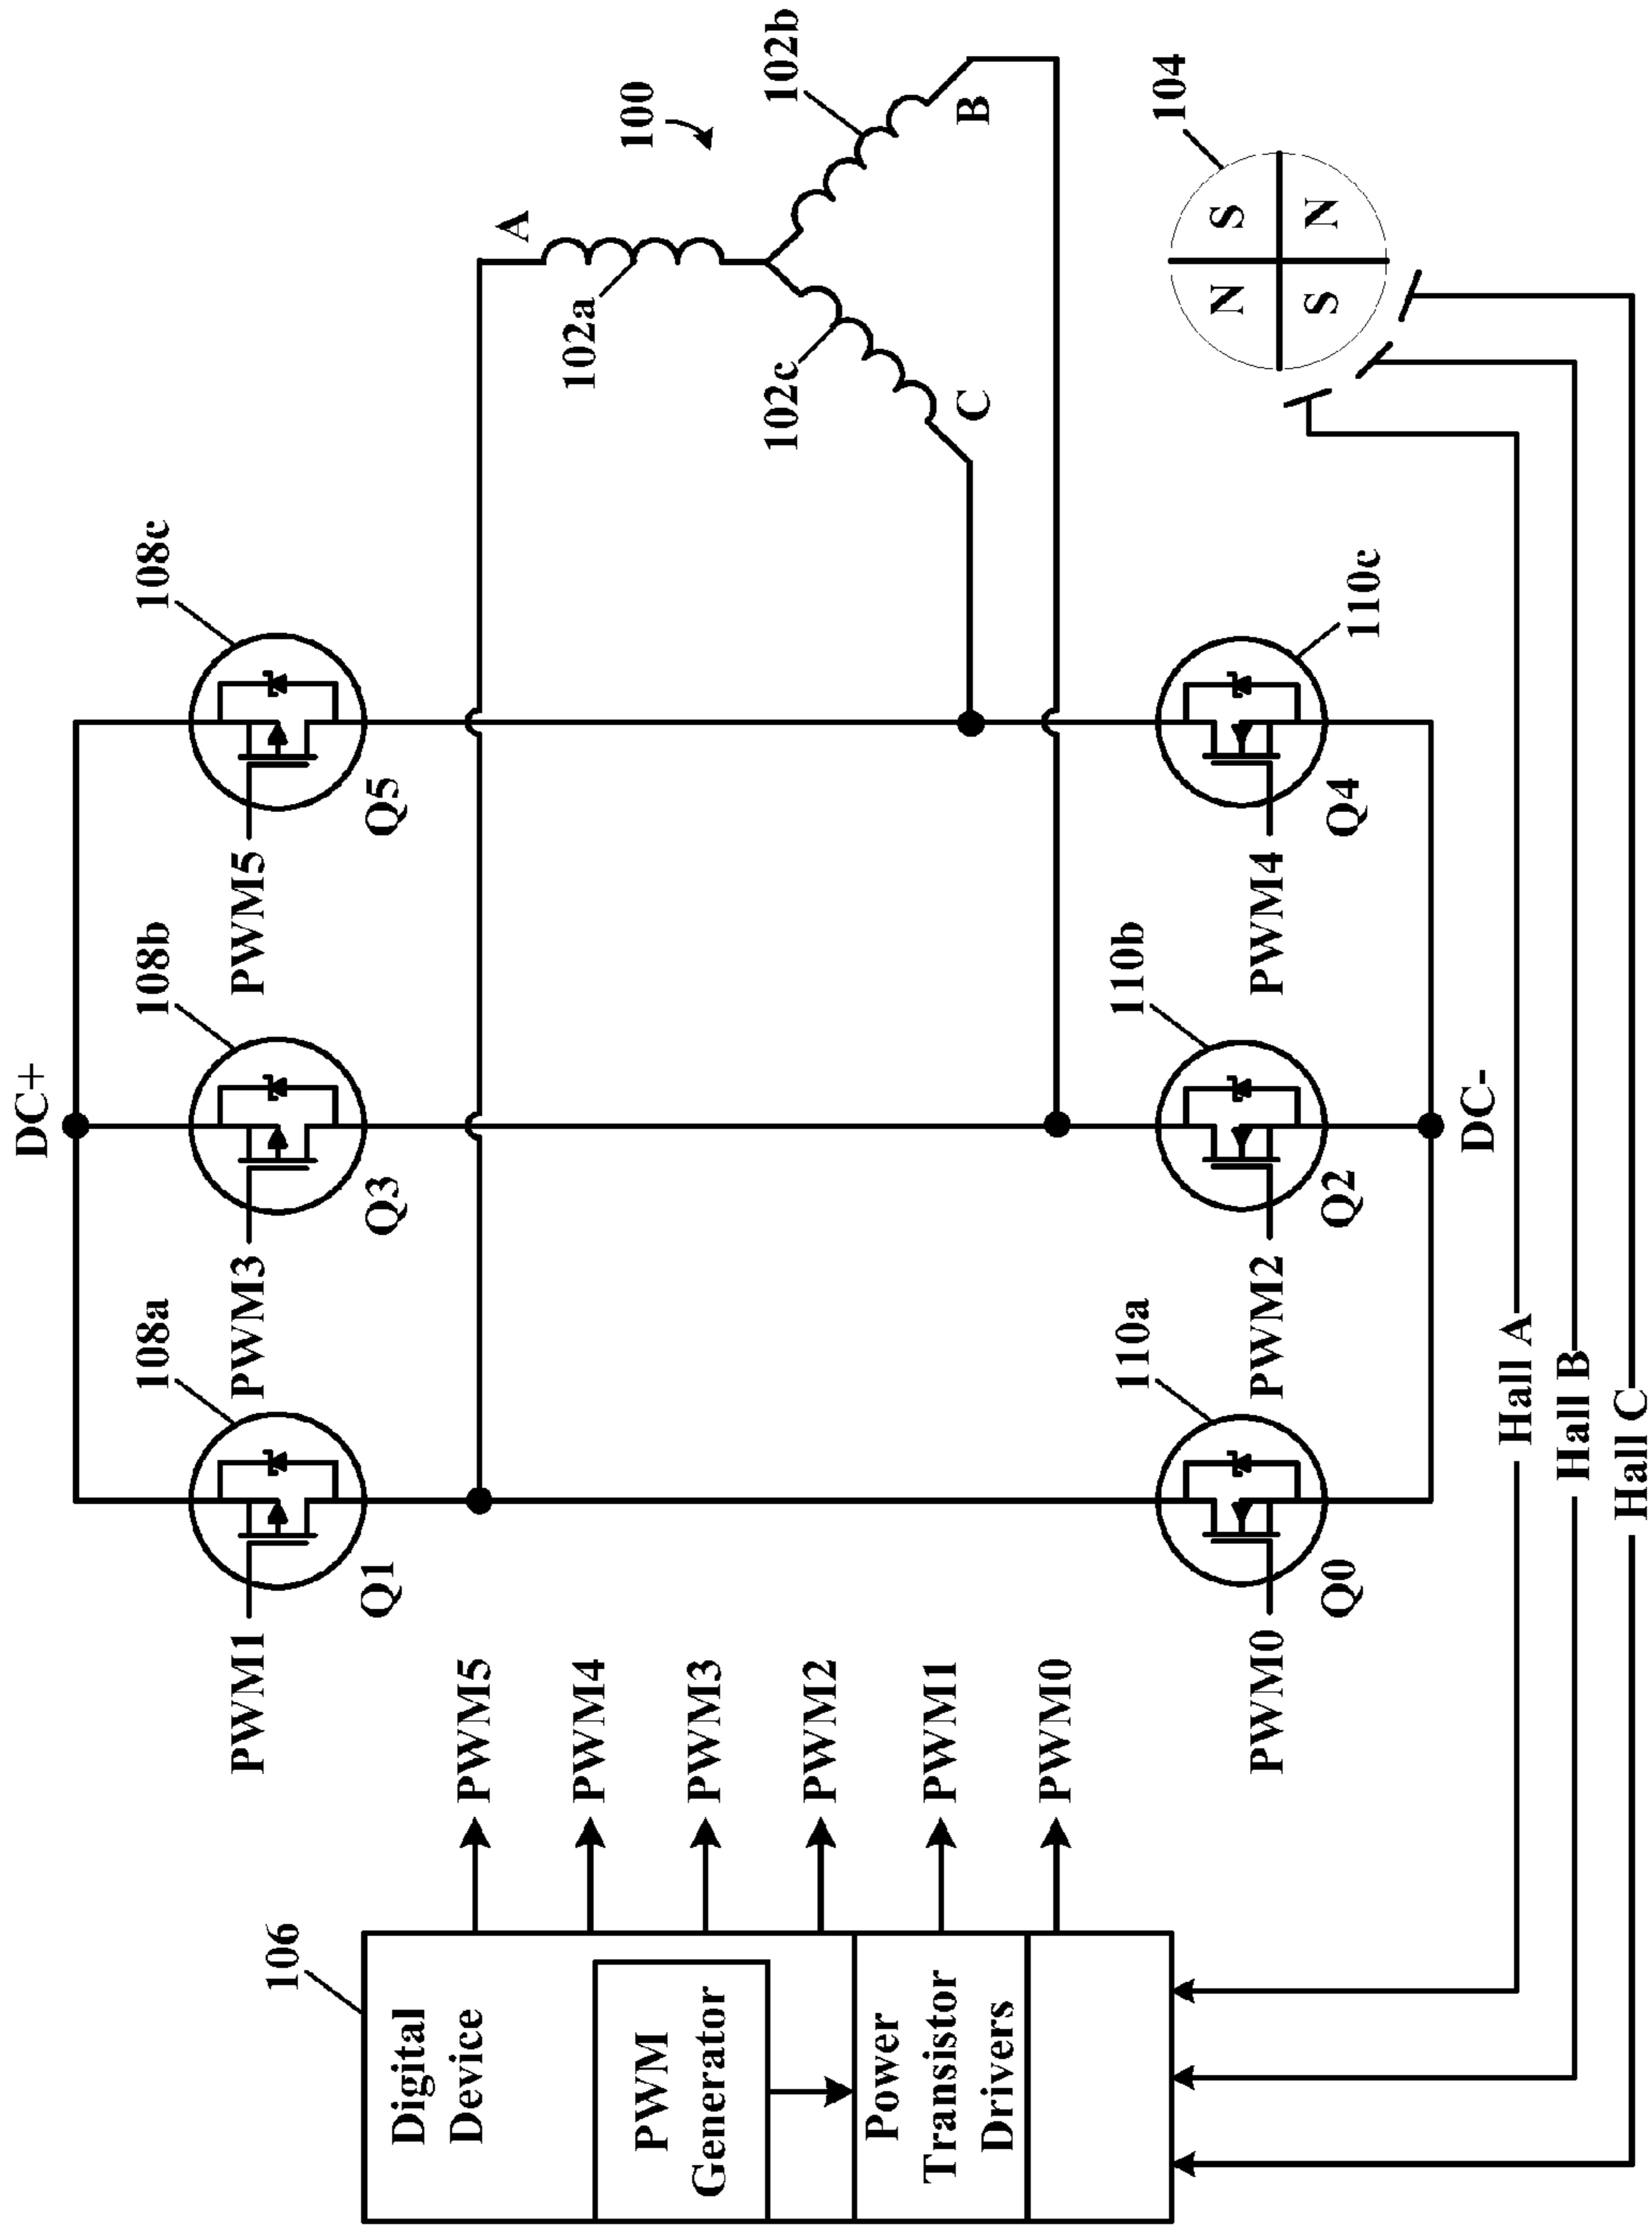 DC+
108a
108b
108c
PWM1
PWM3
PWM5
Q1
Q3
Q5
106
Digital
Device
PWM
Generator
Power
Transistor
Drivers
PWM5
PWM4
PWM3
PWM2
PWM1
PWM0
A
100
102a
102b
102c
B
C
110a
110b
110c
PWM0
PWM2
PWM4
Q0
Q2
Q4
DC-
104
N
S
S
N
Hall A
Hall B
Hall C